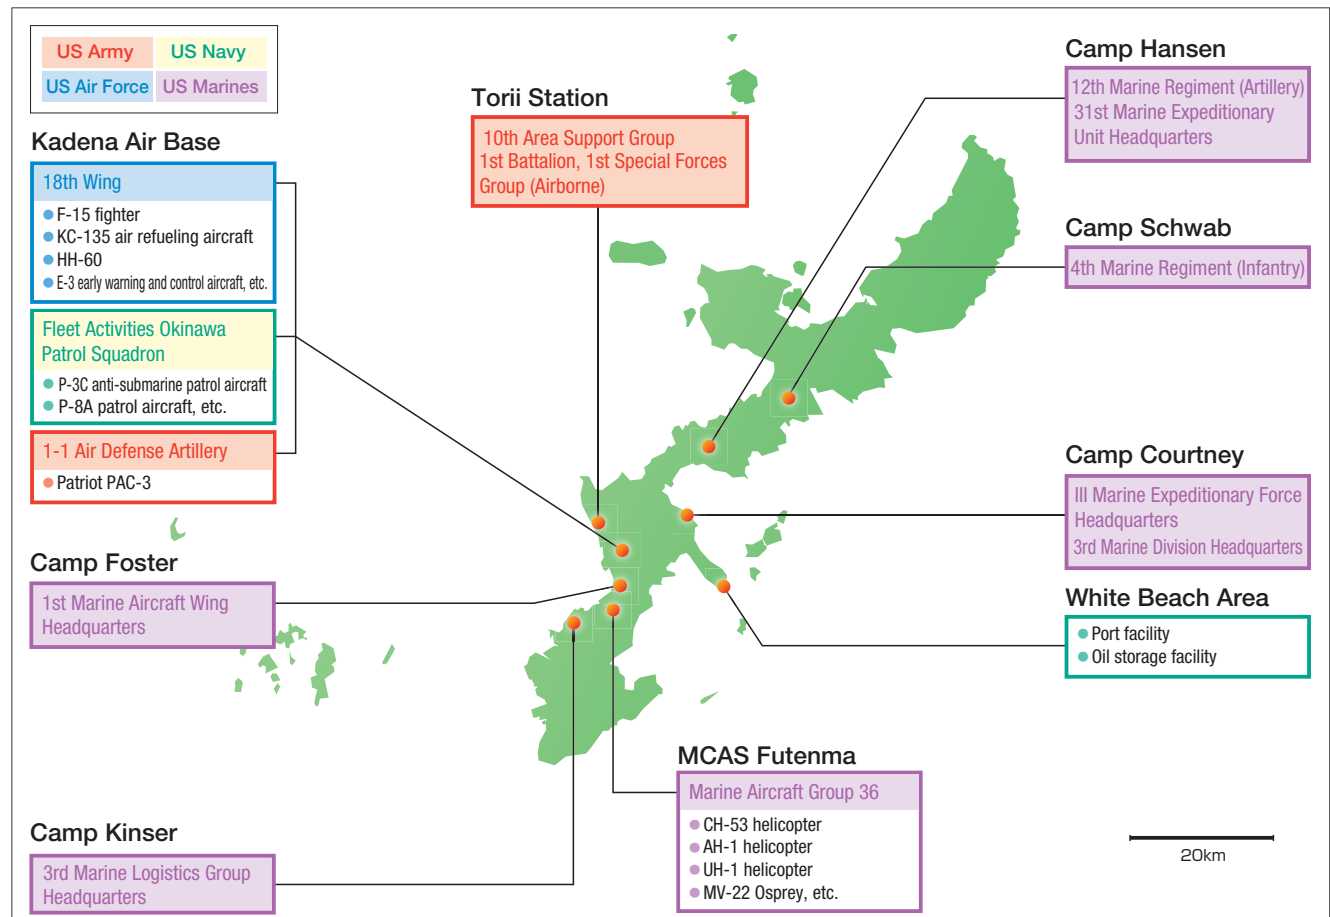 US Army
US Navy
US Air Force
US Marines
Kadena Air Base
18th Wing
F-15 fighter
KC-135 air refueling aircraft
HH-60
E-3 early warning and control aircraft, etc.
Fleet Activities Okinawa
Patrol Squadron
P-3C anti-submarine patrol aircraft
P-8A patrol aircraft, etc.
1-1 Air Defense Artillery
Patriot PAC-3
Camp Foster
1st Marine Aircraft Wing
Headquarters
Camp Kinser
3rd Marine Logistics Group
Headquarters
Torii Station
10th Area Support Group
1st Battalion, 1st Special Forces
Group (Airborne)
MCAS Futenma
Marine Aircraft Group 36
CH-53 helicopter
AH-1 helicopter
UH-1 helicopter
MV-22 Osprey, etc.
Camp Hansen
12th Marine Regiment (Artillery)
31st Marine Expeditionary
Unit Headquarters
Camp Schwab
4th Marine Regiment (Infantry)
Camp Courtney
III Marine Expeditionary Force
Headquarters
3rd Marine Division Headquarters
White Beach Area
Port facility
Oil storage facility
20km